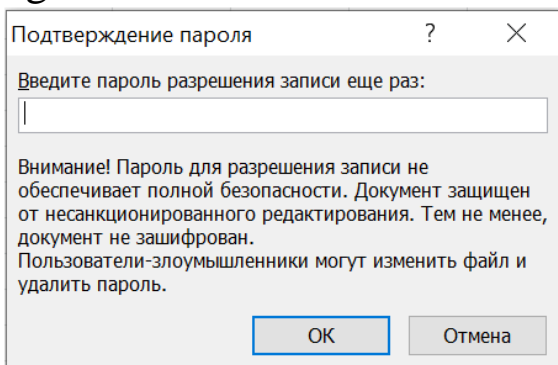 Подтверждение пароля ? ×
Введите пароль разрешения записи еще раз:
Внимание! Пароль для разрешения записи не
обеспечивает полной безопасности. Документ защищен
от несанкционированного редактирования. Тем не менее,
документ не зашифрован.
Пользователи-злоумышленники могут изменить файл и
удалить пароль.
ОК Отмена